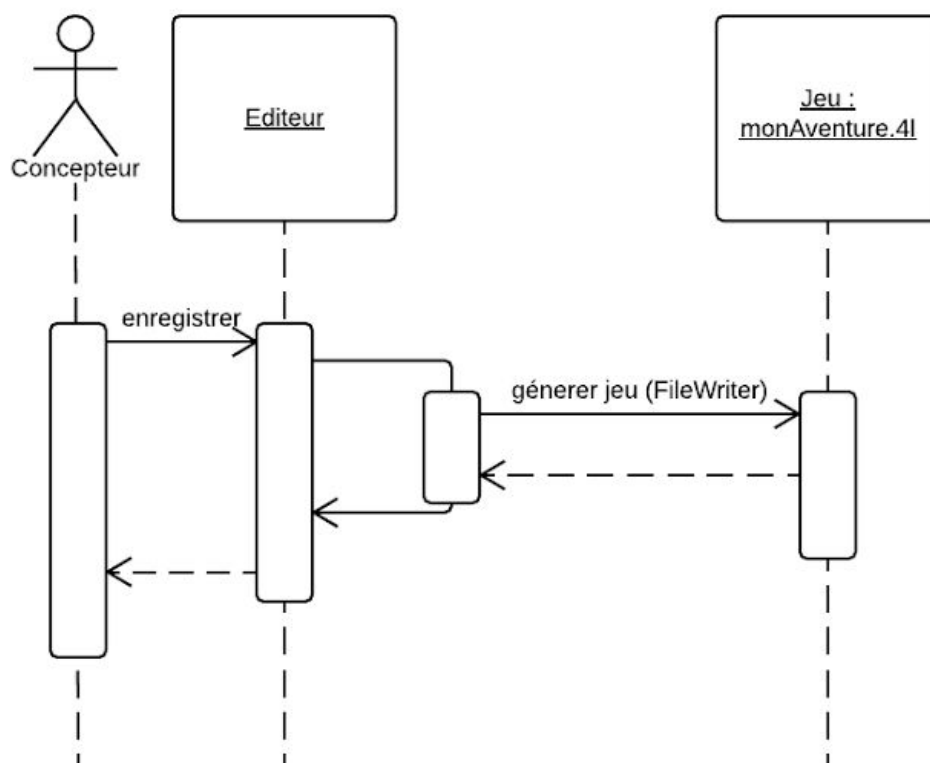 Editeur
Jeu :
monAventure.4l
Concepteur
enregistrer
génerer jeu (FileWriter)